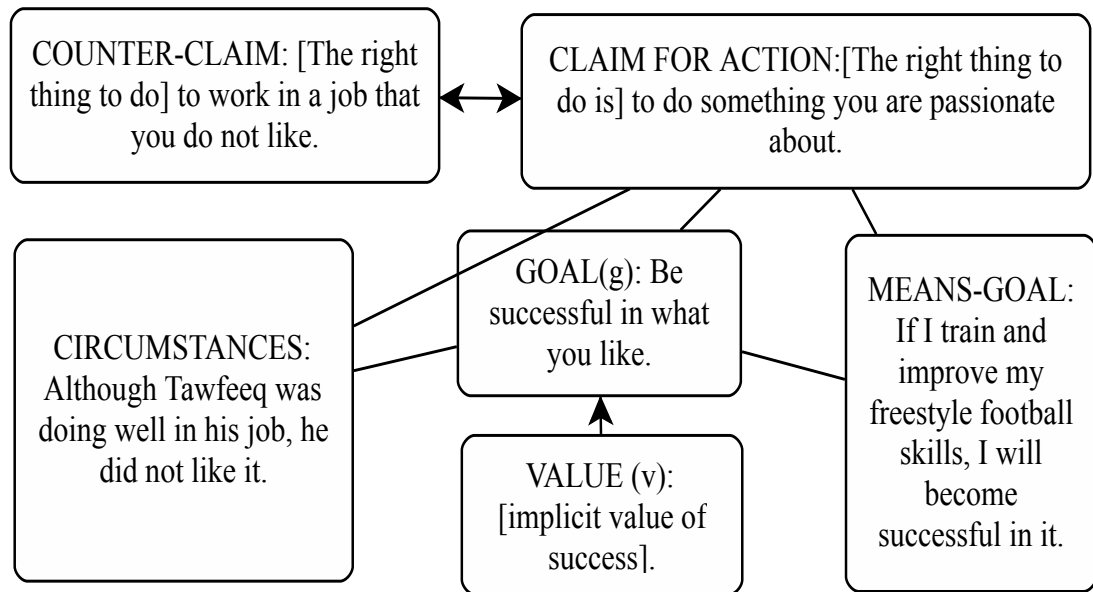 COUNTER-CLAIM: [The right
thing to do] to work in a job that
you do not like.
CLAIM FOR ACTION:[The right thing to
do is] to do something you are passionate
about.
CIRCUMSTANCES:
Although Tawfeeq was
doing well in his job, he
did not like it.
GOAL(g): Be
successful in what
you like.
VALUE (v):
[implicit value of
success].
MEANS-GOAL:
If I train and
improve my
freestyle football
skills, I will
become
successful in it.